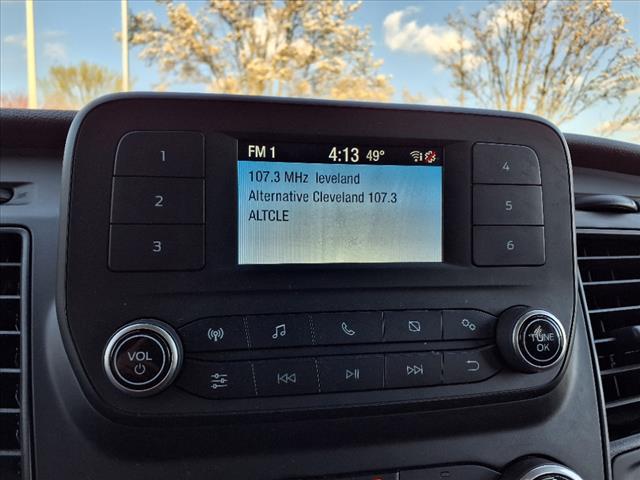 FM 1 4:13 49°
107.3 MHz leveland
Alternative Cleveland 107.3
ALTCLE
1
2
3
4
5
6
VOL
TUNE
OK